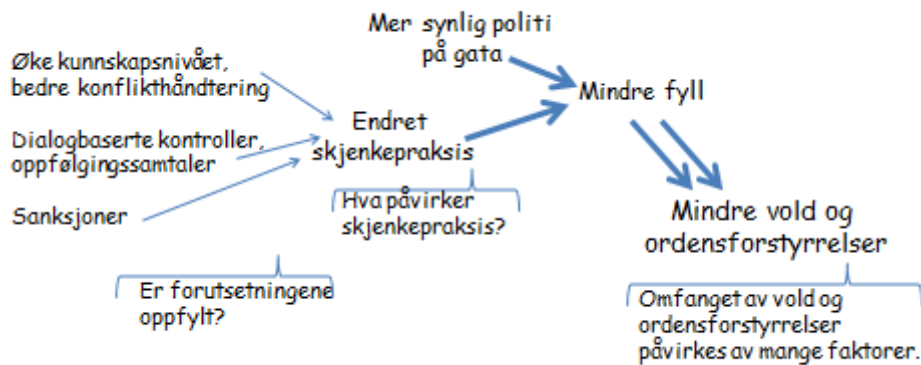 Mer synlig politi
på gata
Øke kunnskapsnivået,
bedre konflikthåndtering
Mindre fyll
Endret
skjenkepraksis
Dialogbaserte kontroller,
oppfølgingssamtaler
Hva påvirker
skjenkepraksis?
Sanksjoner
Mindre vold og
ordensforstyrrelser
Er forutsetningene
oppfylt?
Omfanget av vold og
ordensforstyrrelser
påvirkes av mange faktorer.